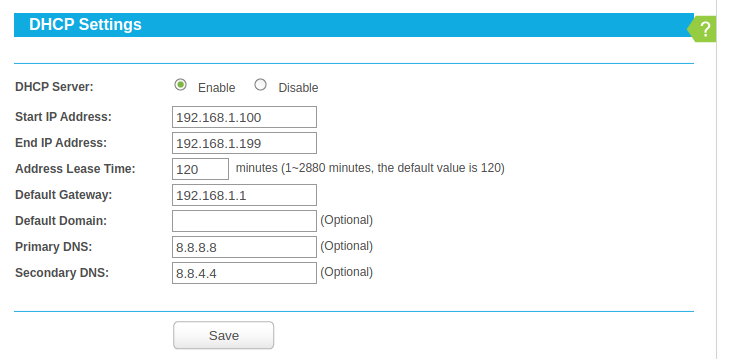 DHCP Settings
?
DHCP Server: Enable Disable
Start IP Address: 192.168.1.100
End IP Address: 192.168.1.199
Address Lease Time: 120 minutes (1~2880 minutes, the default value is 120)
Default Gateway: 192.168.1.1
Default Domain: (Optional)
Primary DNS: 8.8.8.8 (Optional)
Secondary DNS: 8.8.4.4 (Optional)
Save